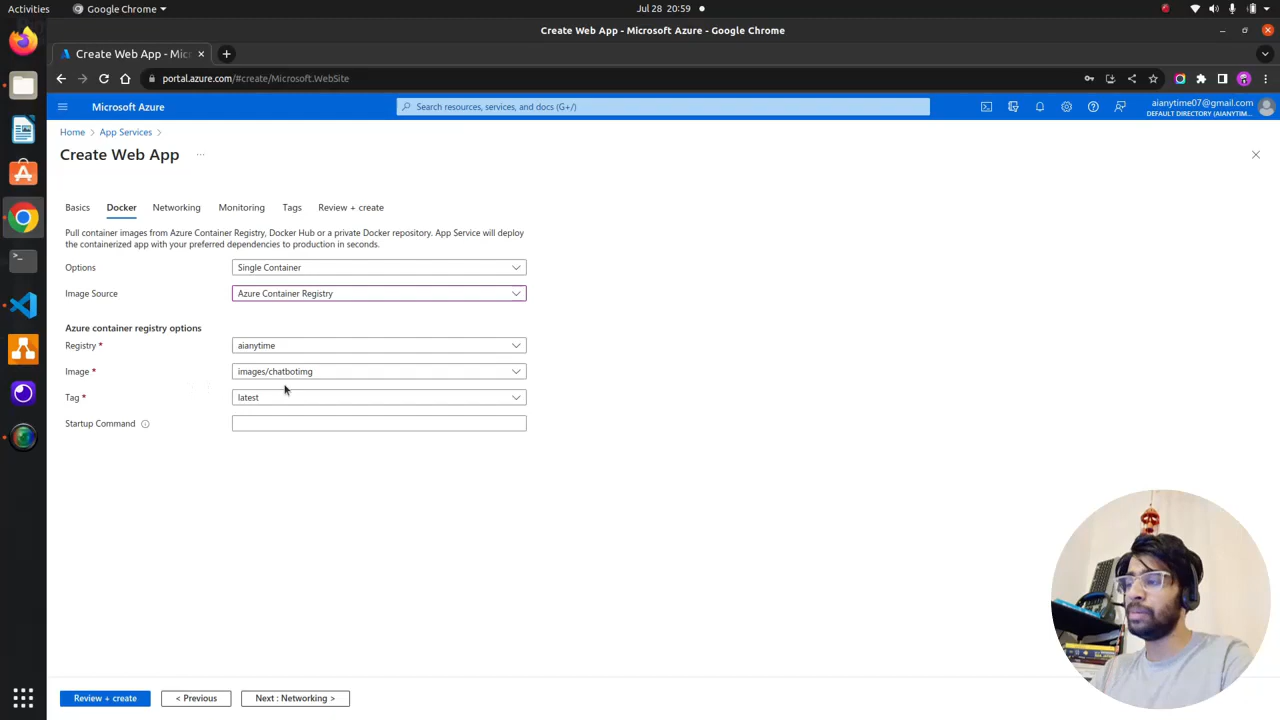 Activities
Google Chrome
Jul 28 20:59
Create Web App - Microsoft Azure - Google Chrome
Create Web App - Mic
portal.azure.com/#create/Microsoft.WebSite
Microsoft Azure
Search resources, services, and docs (G+/)
aianytime07@gmail.com
DEFAULT DIRECTORY (AIANYTIM...
Home > App Services >
Create Web App
...
Basics Docker Networking Monitoring Tags Review + create
Pull container images from Azure Container Registry, Docker Hub or a private Docker repository. App Service will deploy
the containerized app with your preferred dependencies to production in seconds.
Options Single Container
Image Source Azure Container Registry
Azure container registry options
Registry * aianytime
Image * images/chatbotimg
Tag * latest
Startup Command
Review + create < Previous Next : Networking >